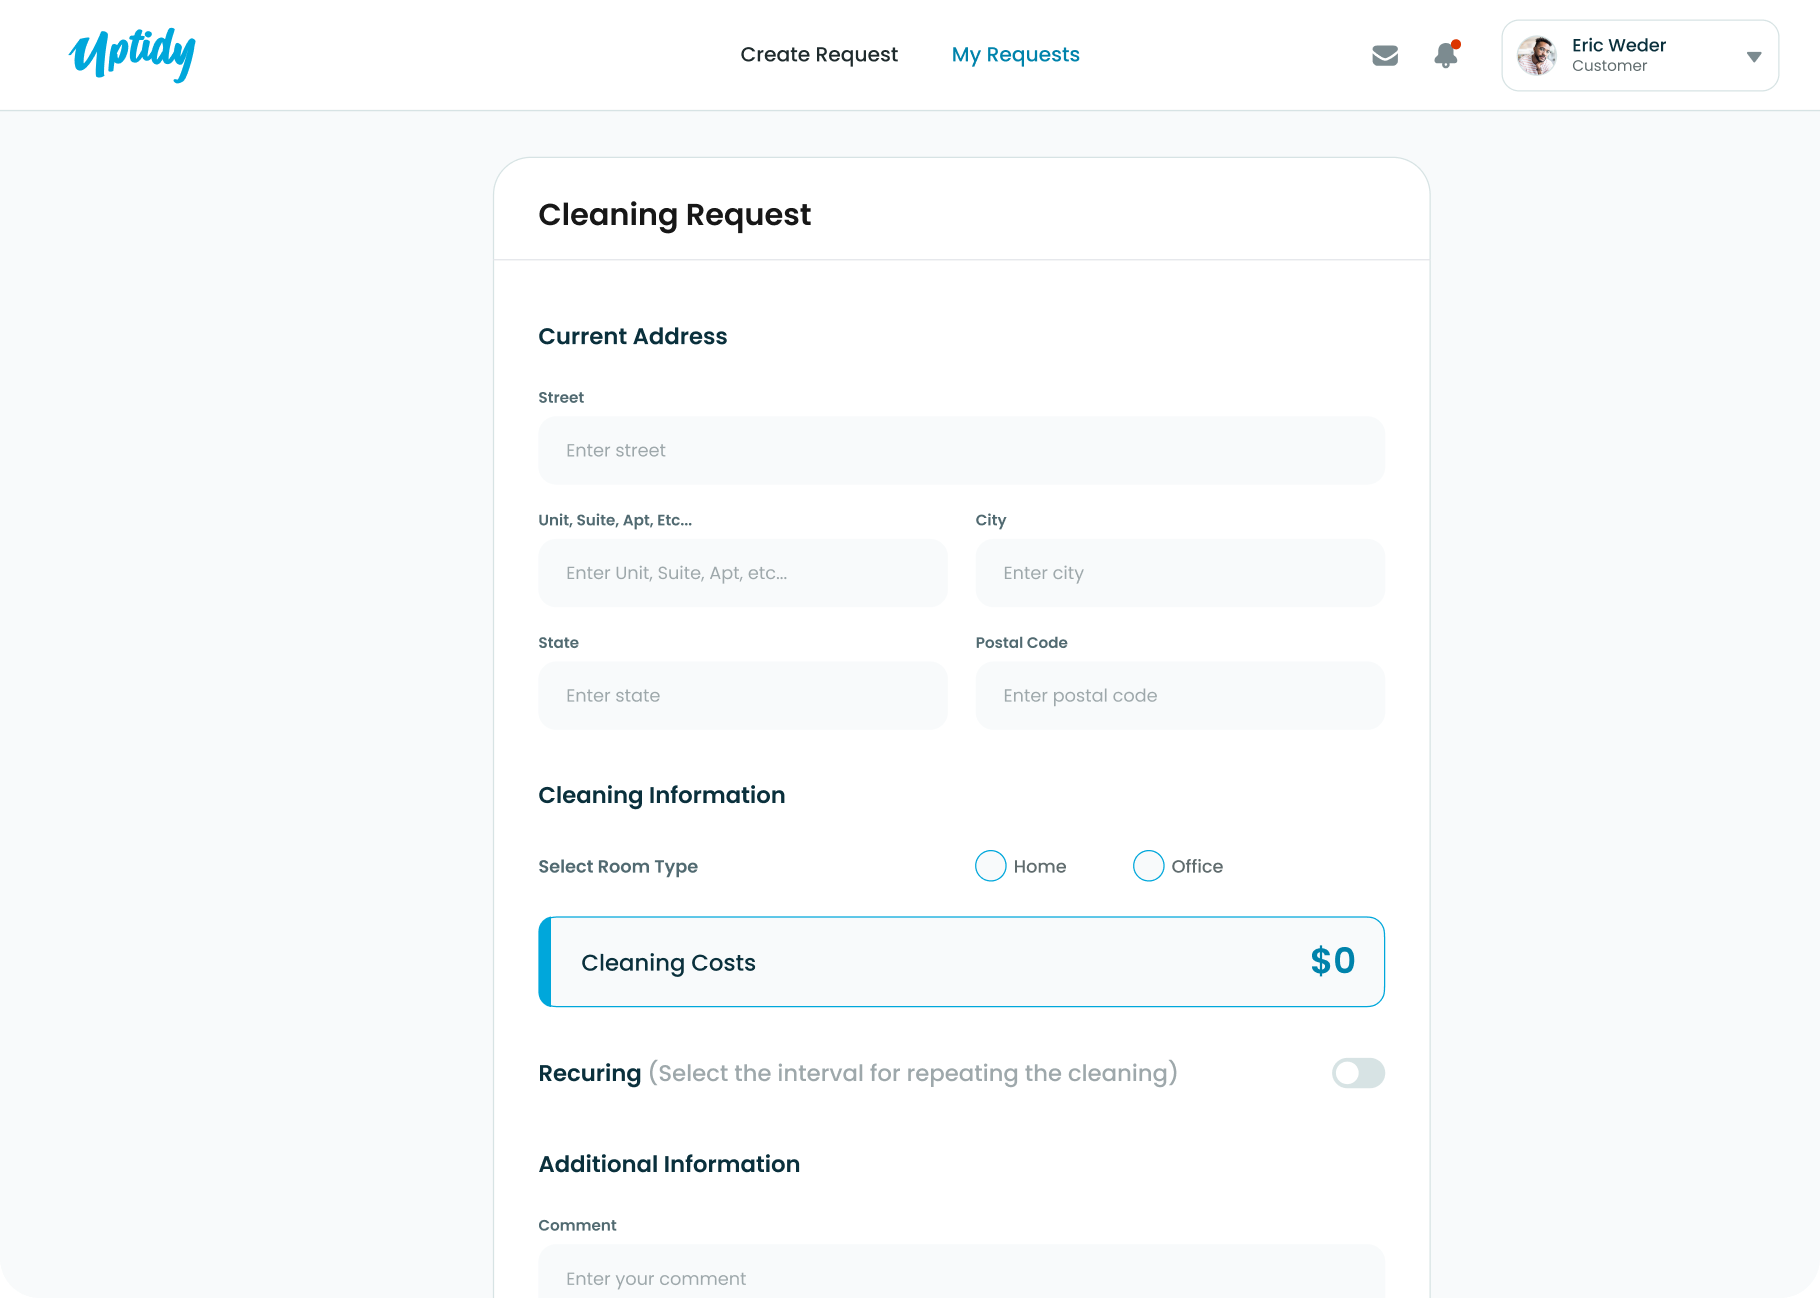 Uptidy
Create Request
My Requests
Eric Weder
Customer
Cleaning Request
Current Address
Street
Enter street
Unit, Suite, Apt, Etc...
City
Enter Unit, Suite, Apt, etc...
Enter city
State
Postal Code
Enter state
Enter postal code
Cleaning Information
Select Room Type
Home
Office
Cleaning Costs
$0
Recuring (Select the interval for repeating the cleaning)
Additional Information
Comment
Enter your comment